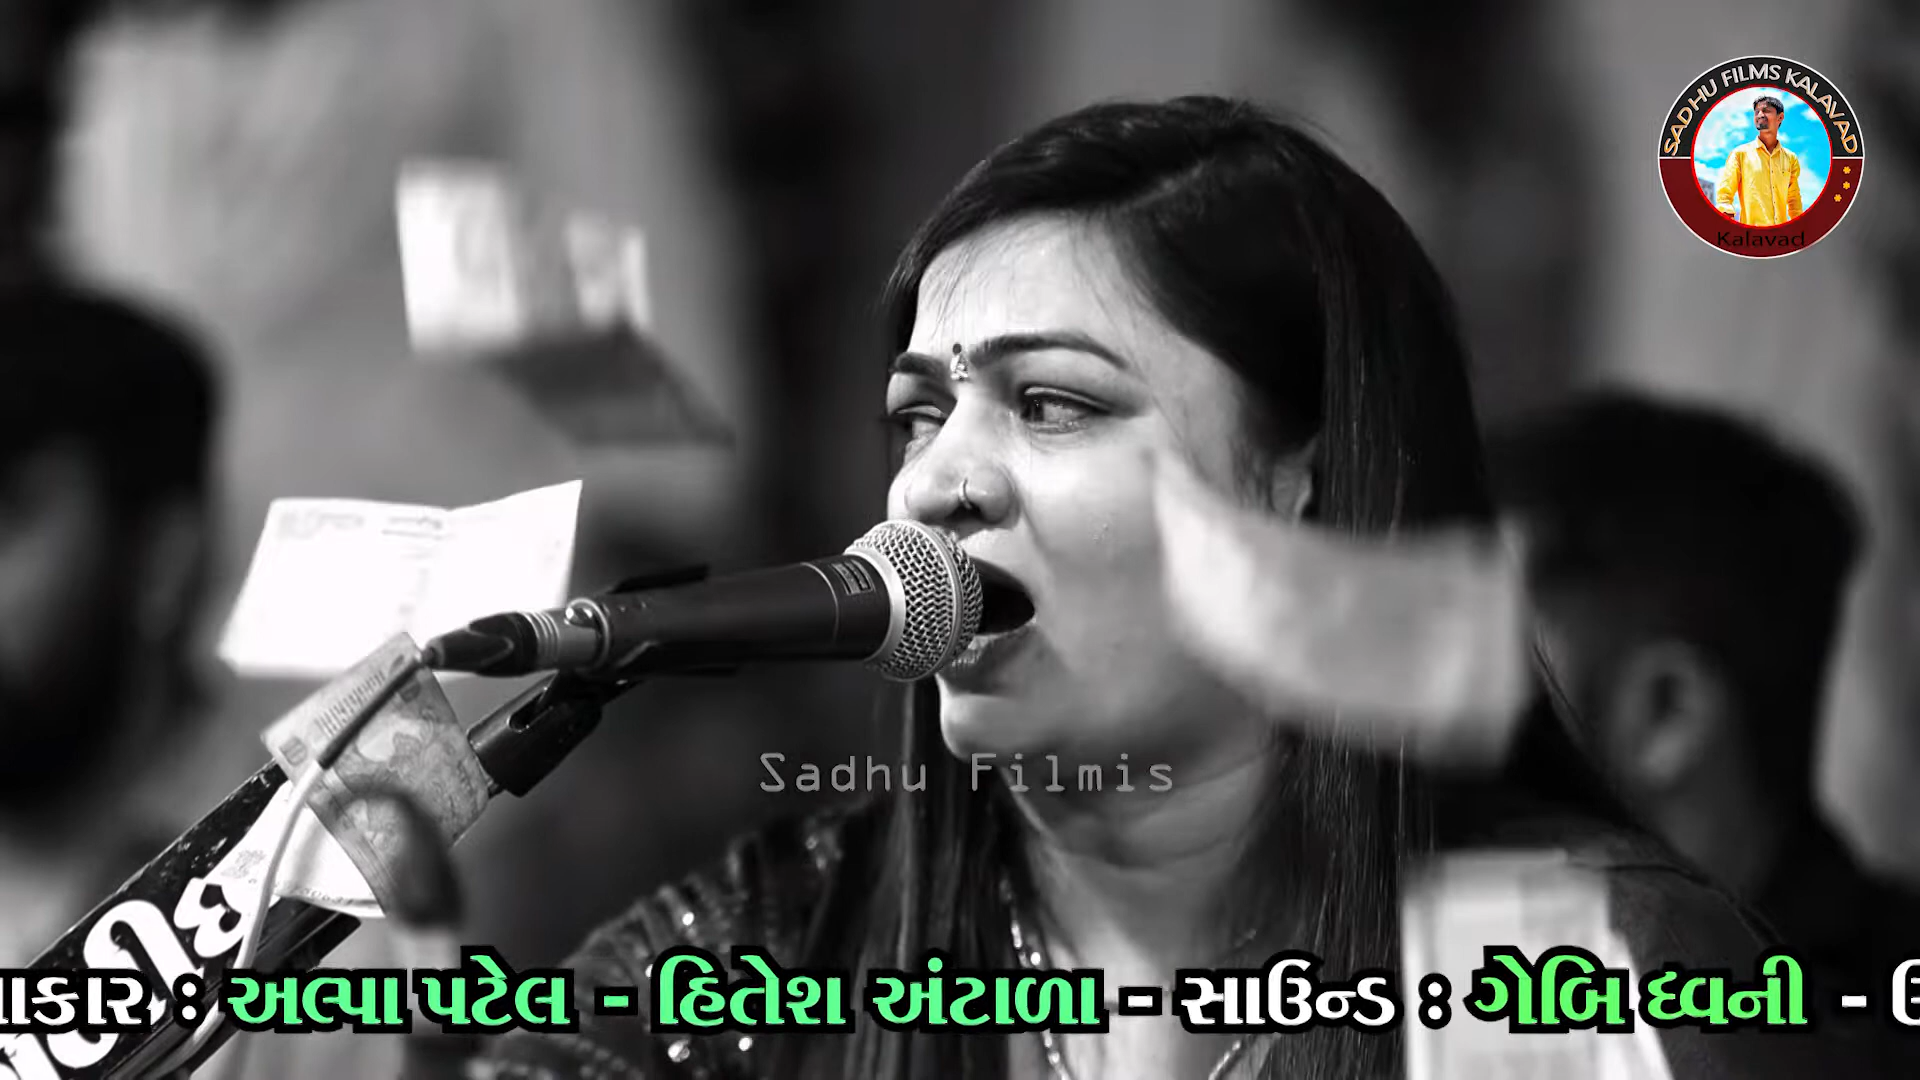 SADHU FILMS KALAVAD
Kalavad
Sadhu Filmis
અલ્પા પટેલ - હિતેશ અંટાળા - સાઉન્ડ : ગેબિ ધ્વની -